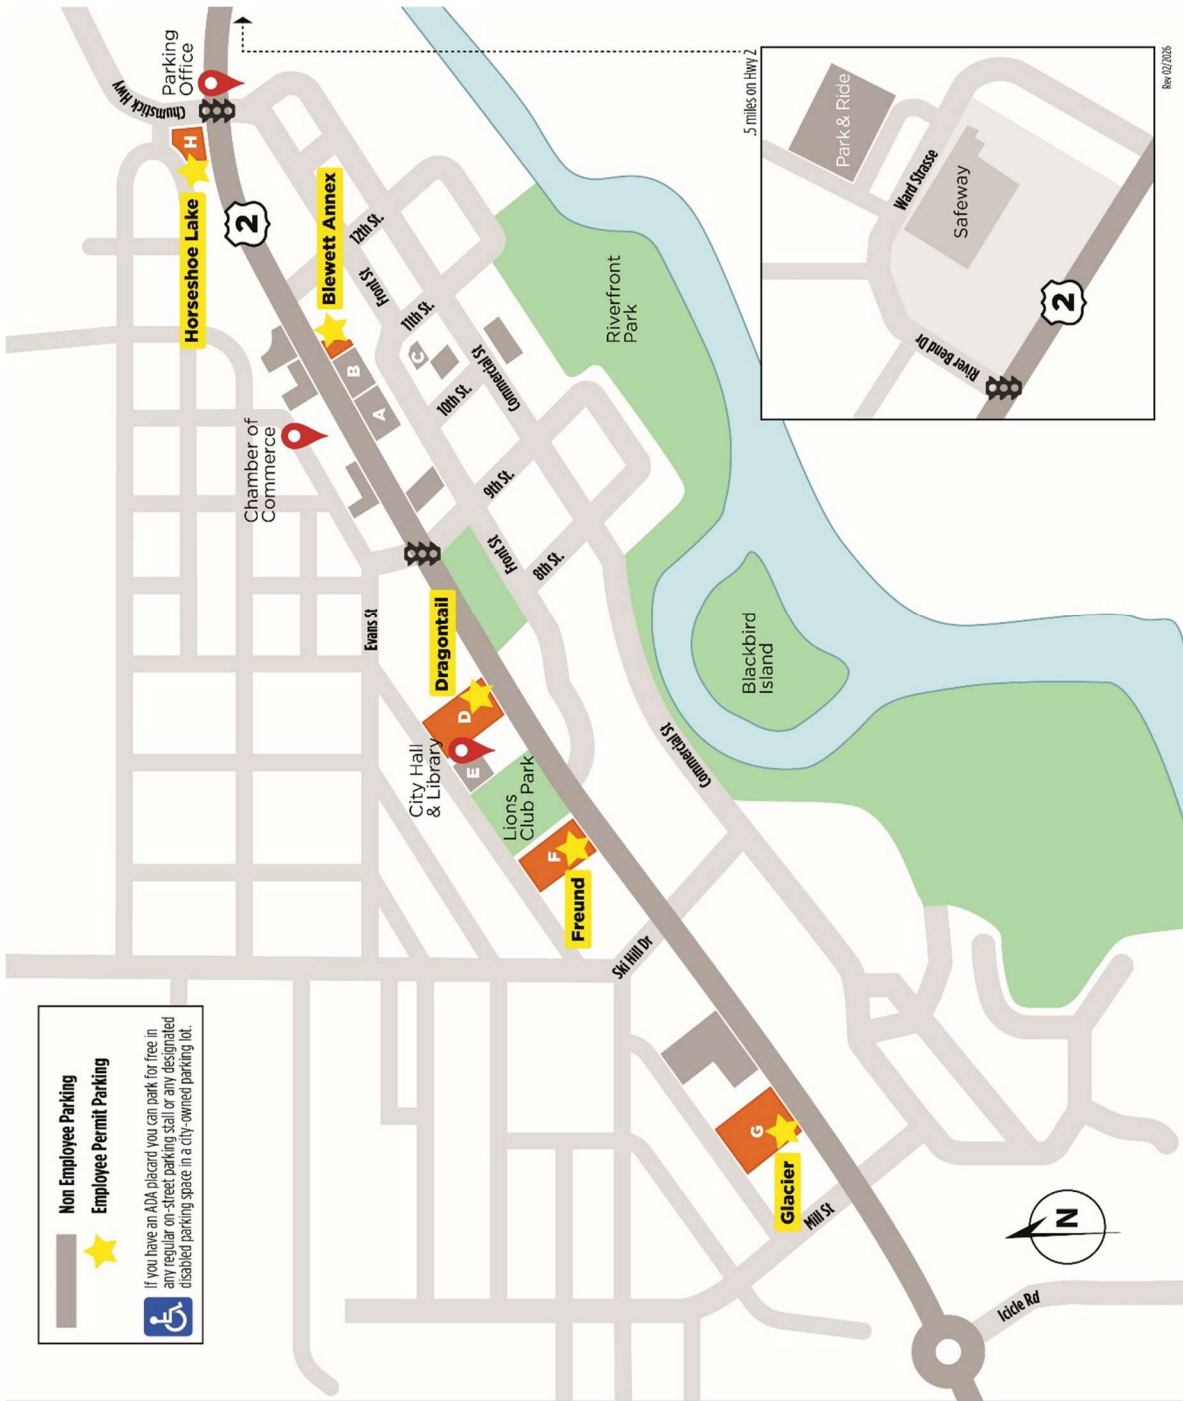 Non Employee Parking
Employee Permit Parking
If you have an ADA placard you can park for free in
any regular on-street parking stall or any designated
disabled parking space in a city-owned parking lot.
Chumstick Hwy
Parking
Office
H
Horseshoe Lake
2
Blewett Annex
12th St.
Front St
11th St.
B
A
C
10th St.
Commercial St
Chamber of
Commerce
9th St.
Front St
8th St.
Evans St
Riverfront
Park
Dragontail
D
City Hall
& Library
E
Lions
Club Park
F
Freund
Blackbird
Island
Commercial St
Ski Hill Dr
G
Glacier
Mill St
Icicle Rd
N
.5 miles on Hwy 2
Park & Ride
Ward Strasse
Safeway
River Bend Dr
2
Rev 02/2026